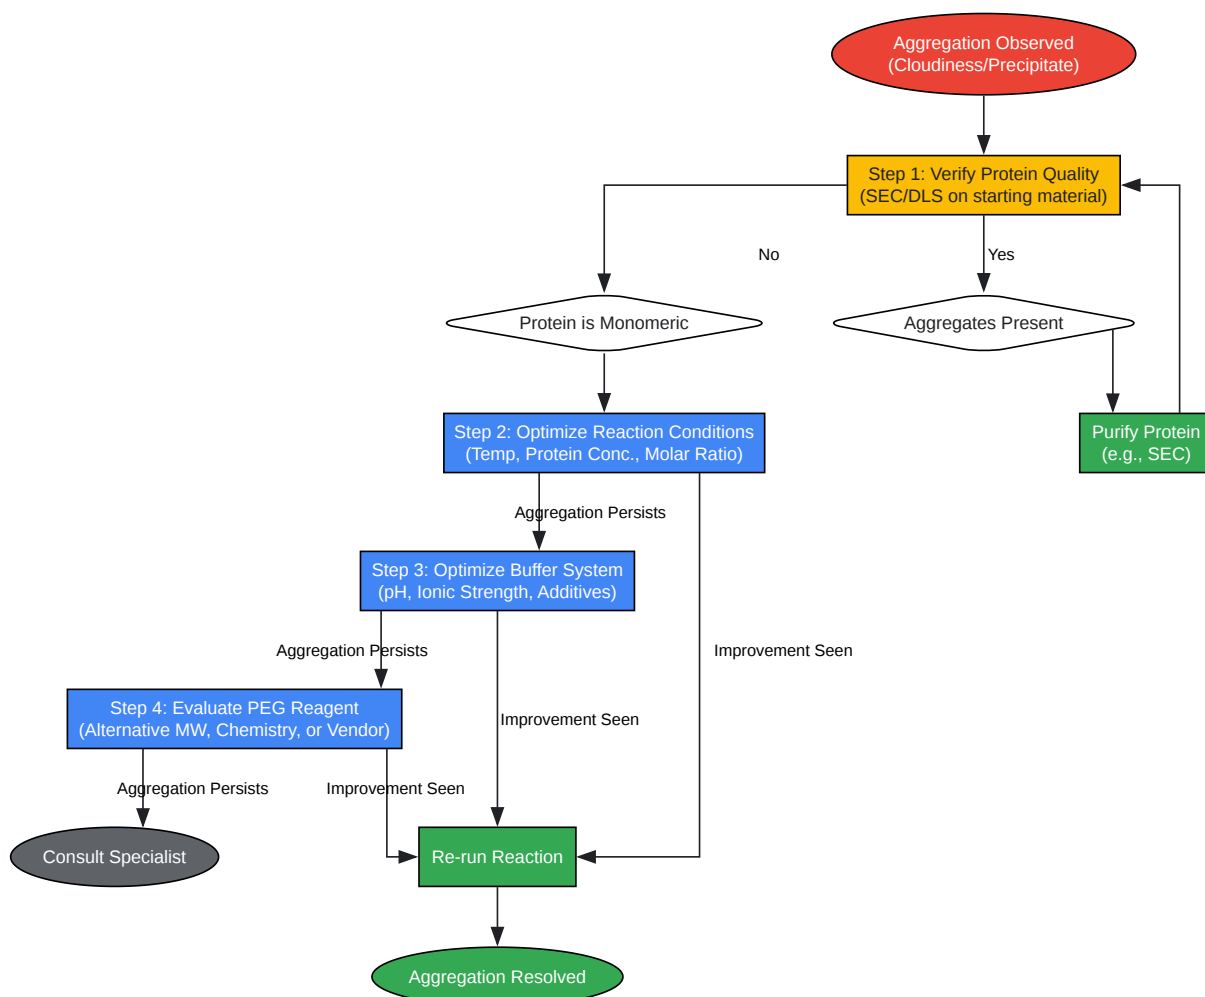 Aggregation Observed
(Cloudiness/Precipitate)
Step 1: Verify Protein Quality
(SEC/DLS on starting material)
No
Yes
Protein is Monomeric
Aggregates Present
Step 2: Optimize Reaction Conditions
(Temp, Protein Conc., Molar Ratio)
Purify Protein
(e.g., SEC)
Aggregation Persists
Step 3: Optimize Buffer System
(pH, Ionic Strength, Additives)
Aggregation Persists
Improvement Seen
Step 4: Evaluate PEG Reagent
(Alternative MW, Chemistry, or Vendor)
Improvement Seen
Aggregation Persists
Improvement Seen
Consult Specialist
Re-run Reaction
Aggregation Resolved